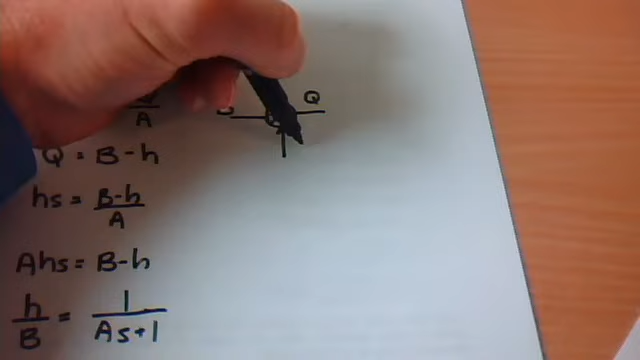 A
Q
Q = B-h
hs = B-h
A
Ahs = B-h
h = 1
B As+1